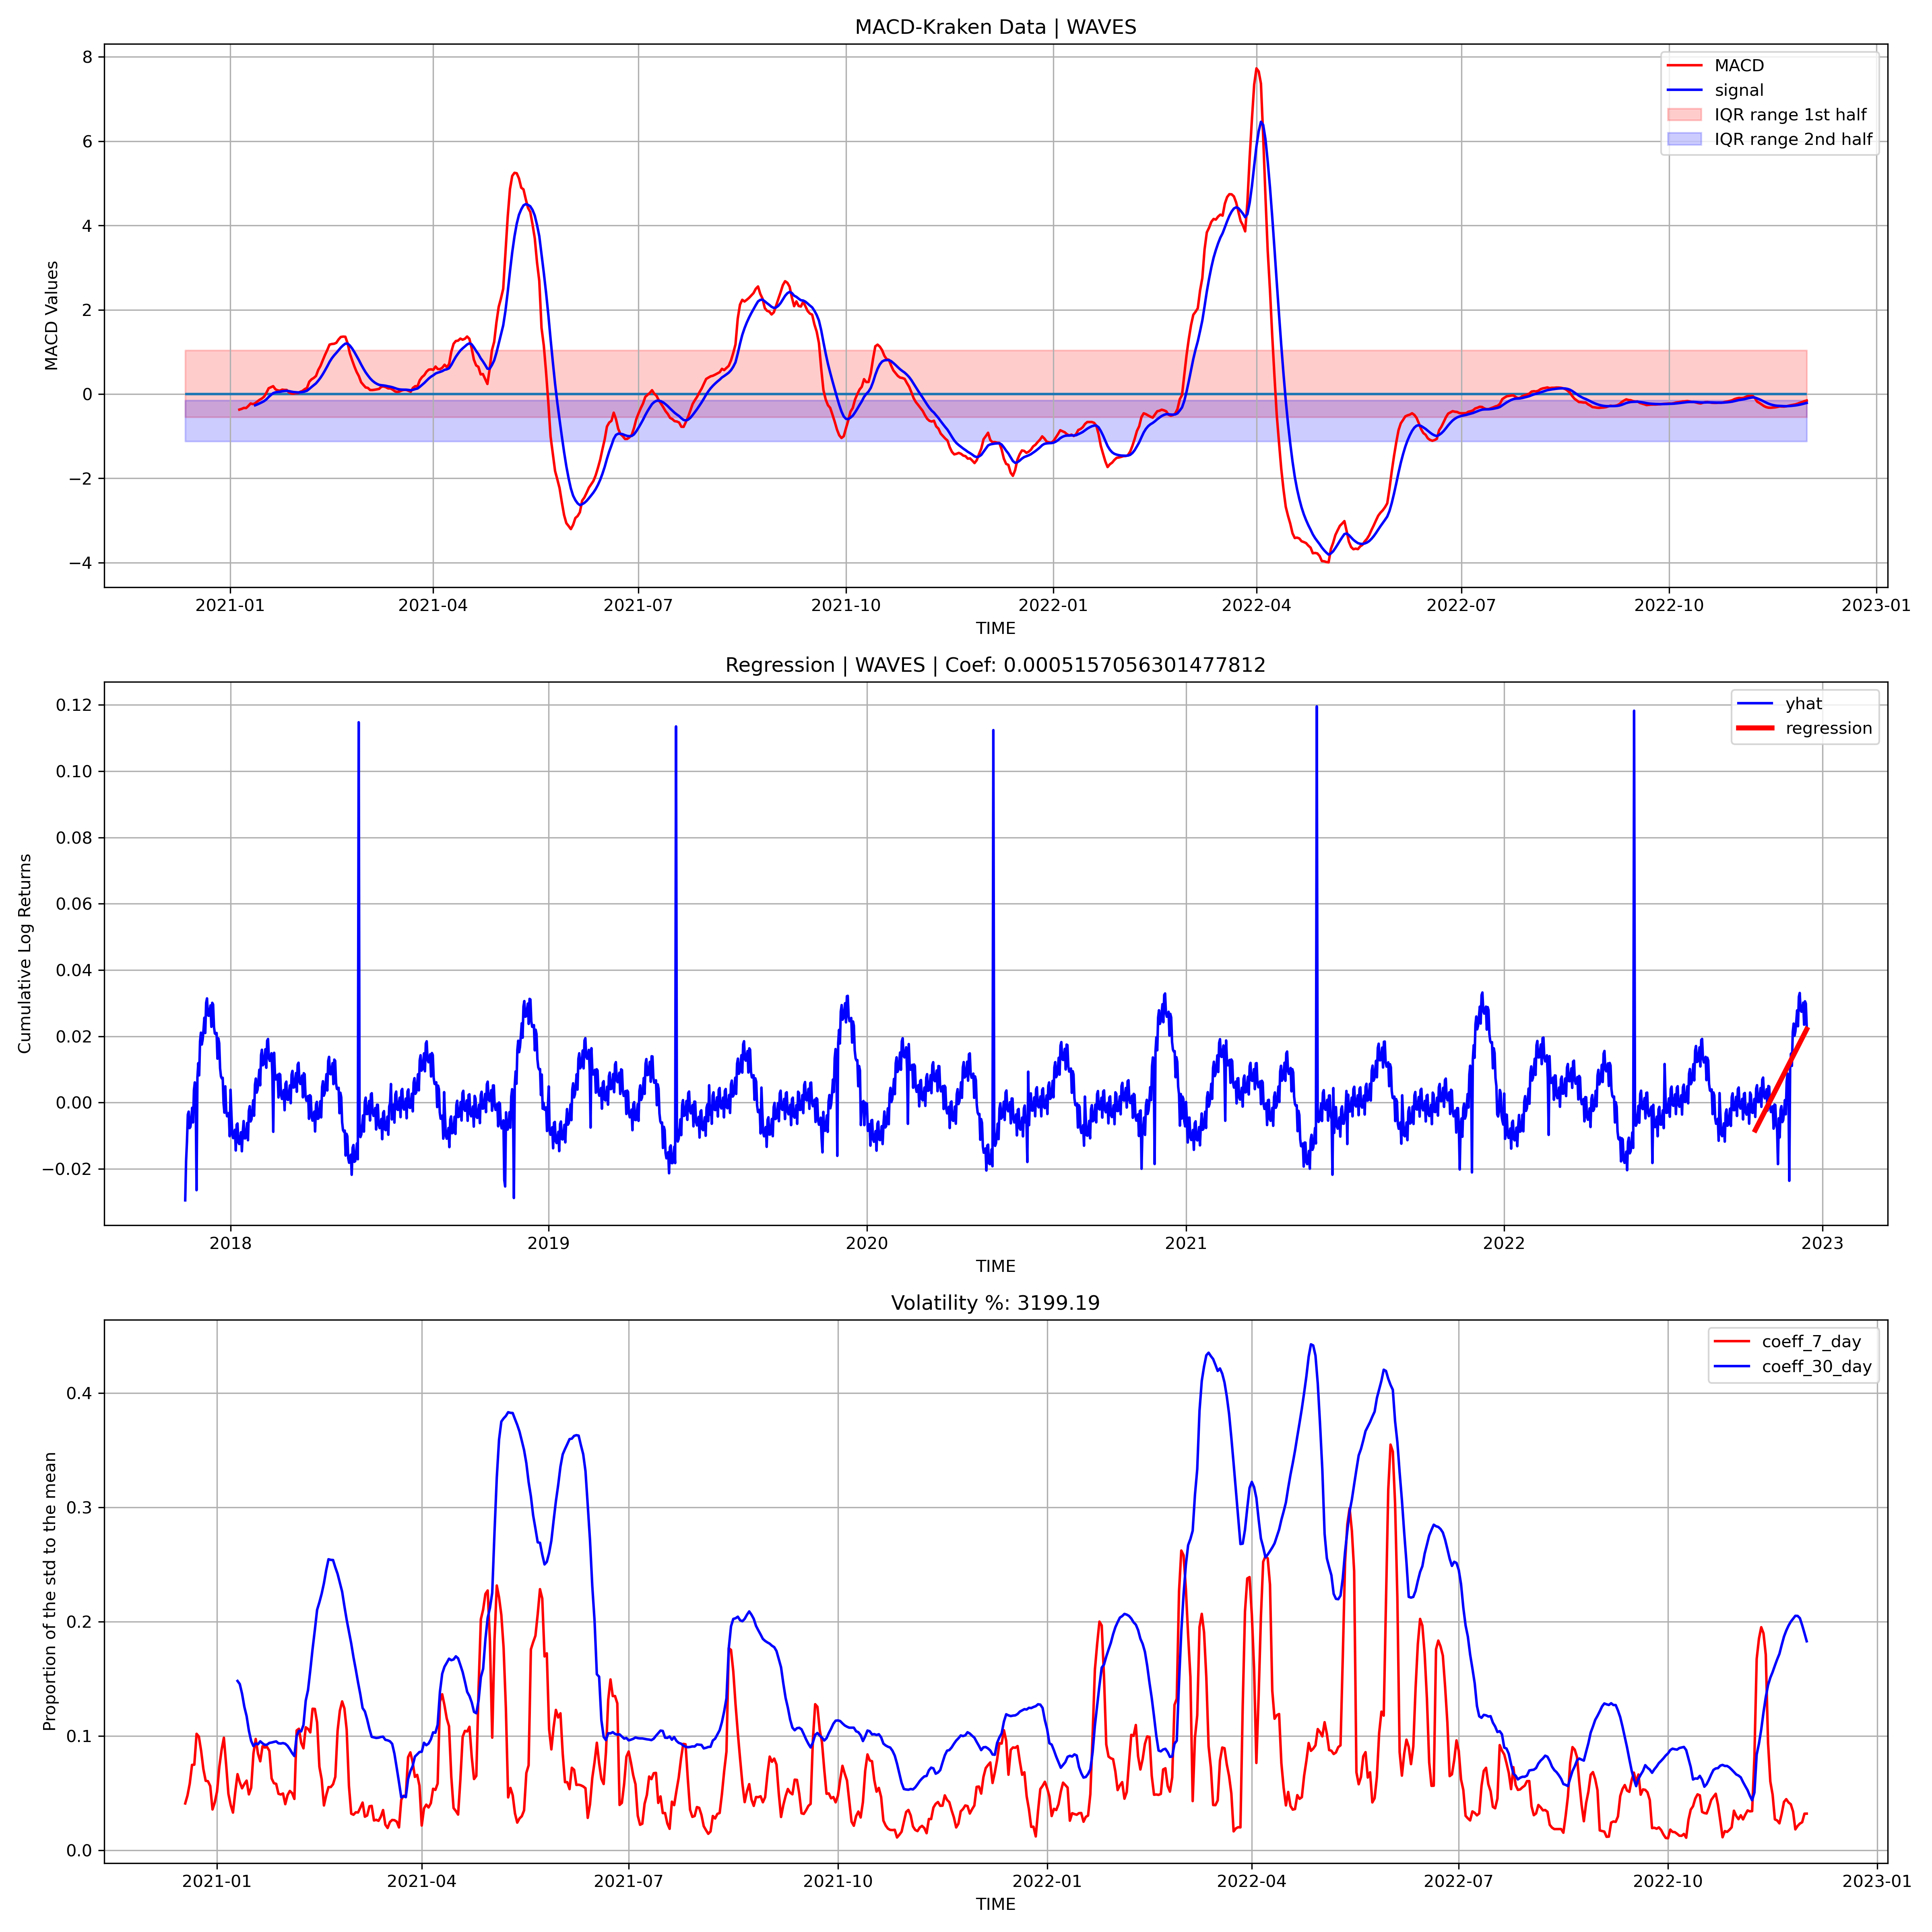 MACD-Kraken Data | WAVES
MACD Values
8
6
4
2
0
−2
−4
MACD
signal
IQR range 1st half
IQR range 2nd half
2021-01 2021-04 2021-07 2021-10 2022-01 2022-04 2022-07 2022-10 2023-01
TIME
Regression | WAVES | Coef: 0.0005157056301477812
Cumulative Log Returns
0.12
0.10
0.08
0.06
0.04
0.02
0.00
−0.02
yhat
regression
2018 2019 2020 2021 2022 2023
TIME
Volatility %: 3199.19
Proportion of the std to the mean
0.4
0.3
0.2
0.1
0.0
coeff_7_day
coeff_30_day
2021-01 2021-04 2021-07 2021-10 2022-01 2022-04 2022-07 2022-10 2023-01
TIME